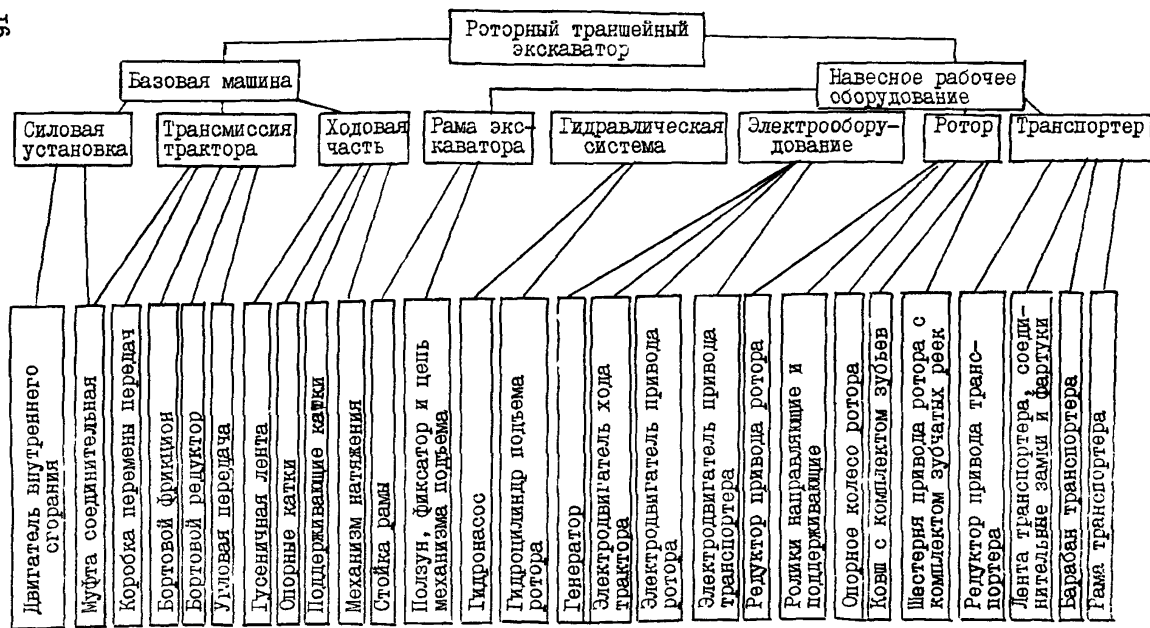 91
Роторный траншейный
экскаватор
Базовая машина
Навесное рабочее
оборудование
Силовая
установка
Трансмиссия
трактора
Ходовая
часть
Рама экс-
каватора
Гидравлическая
система
Электрообору-
дование
Ротор
Транспортер
Двигатель внутреннего
сгорания
Муфта соединительная
Коробка перемены передач
Бортовой фрикцион
Бортовой редуктор
Угловая передача
Гусеничная лента
Опорные катки
Поддерживающие катки
Механизм натяжения
Стойка рамы
Ползун, фиксатор и цепь
механизма подъема
Гидронасос
Гидроцилиндр подъема
ротора
Генератор
Электродвигатель хода
трактора
Электродвигатель привода
ротора
Электродвигатель привода
транспортера
Редуктор привода ротора
Ролики направляющие и
поддерживающие
Опорное колесо ротора
Ковш с комплектом зубьев
Шестерня привода ротора с
комплектом зубчатых реек
Редуктор привода транс-
портера
Лента транспортера, соеди-
нительные замки и фартуки
Барабан транспортера
Рама транспортера